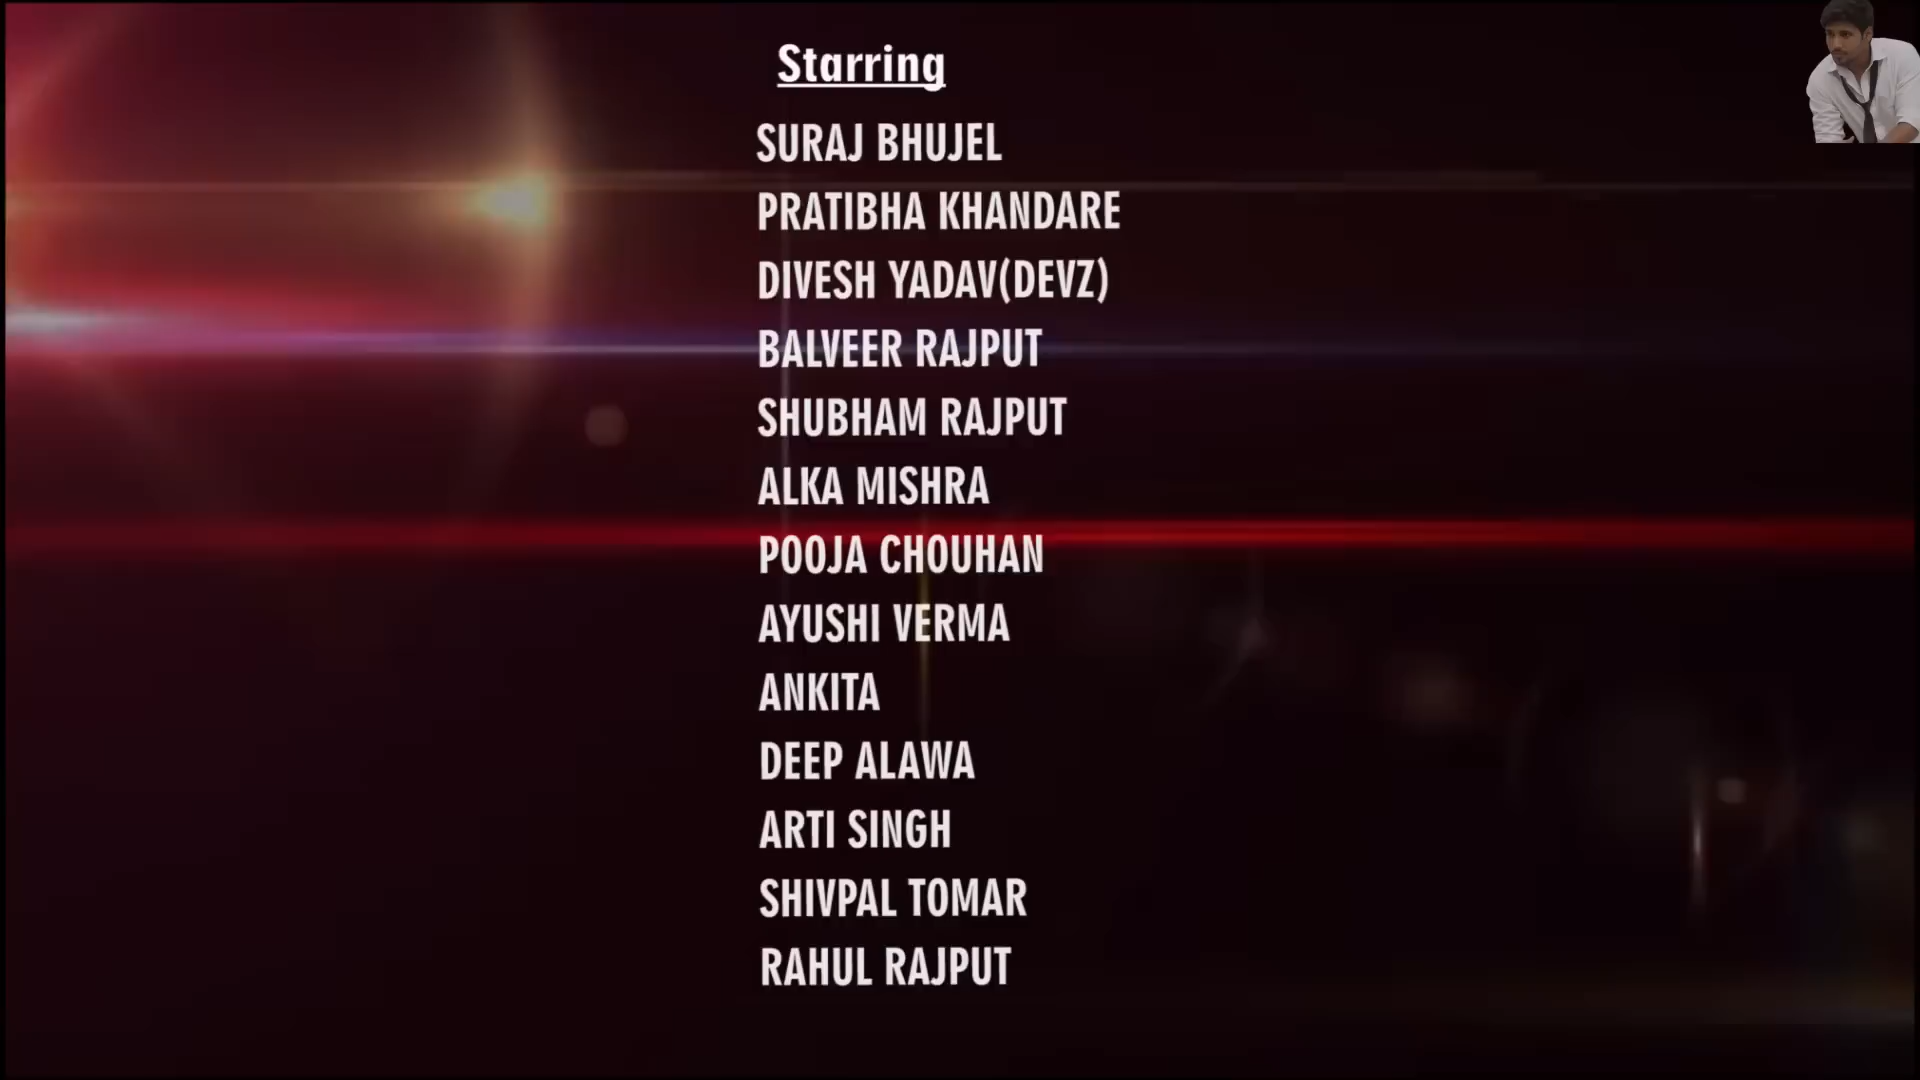 Starring
SURAJ BHUJEL
PRATIBHA KHANDARE
DIVESH YADAV(DEVZ)
BALVEER RAJPUT
SHUBHAM RAJPUT
ALKA MISHRA
POOJA CHOUHAN
AYUSHI VERMA
ANKITA
DEEP ALAWA
ARTI SINGH
SHIVPAL TOMAR
RAHUL RAJPUT